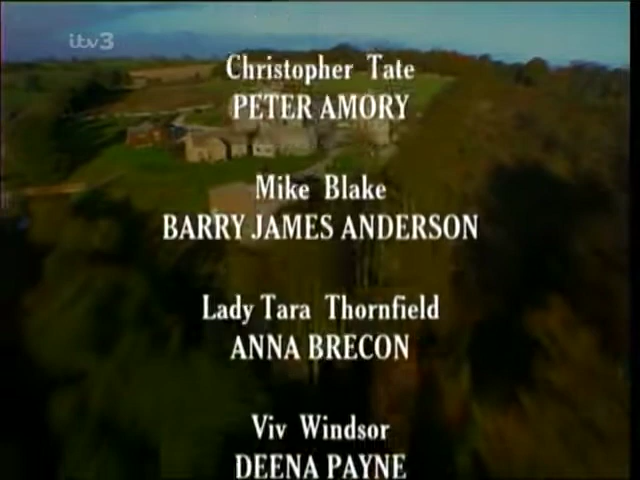 itv3
Christopher Tate
PETER AMORY
Mike Blake
BARRY JAMES ANDERSON
Lady Tara Thornfield
ANNA BRECON
Viv Windsor
DEENA PAYNE